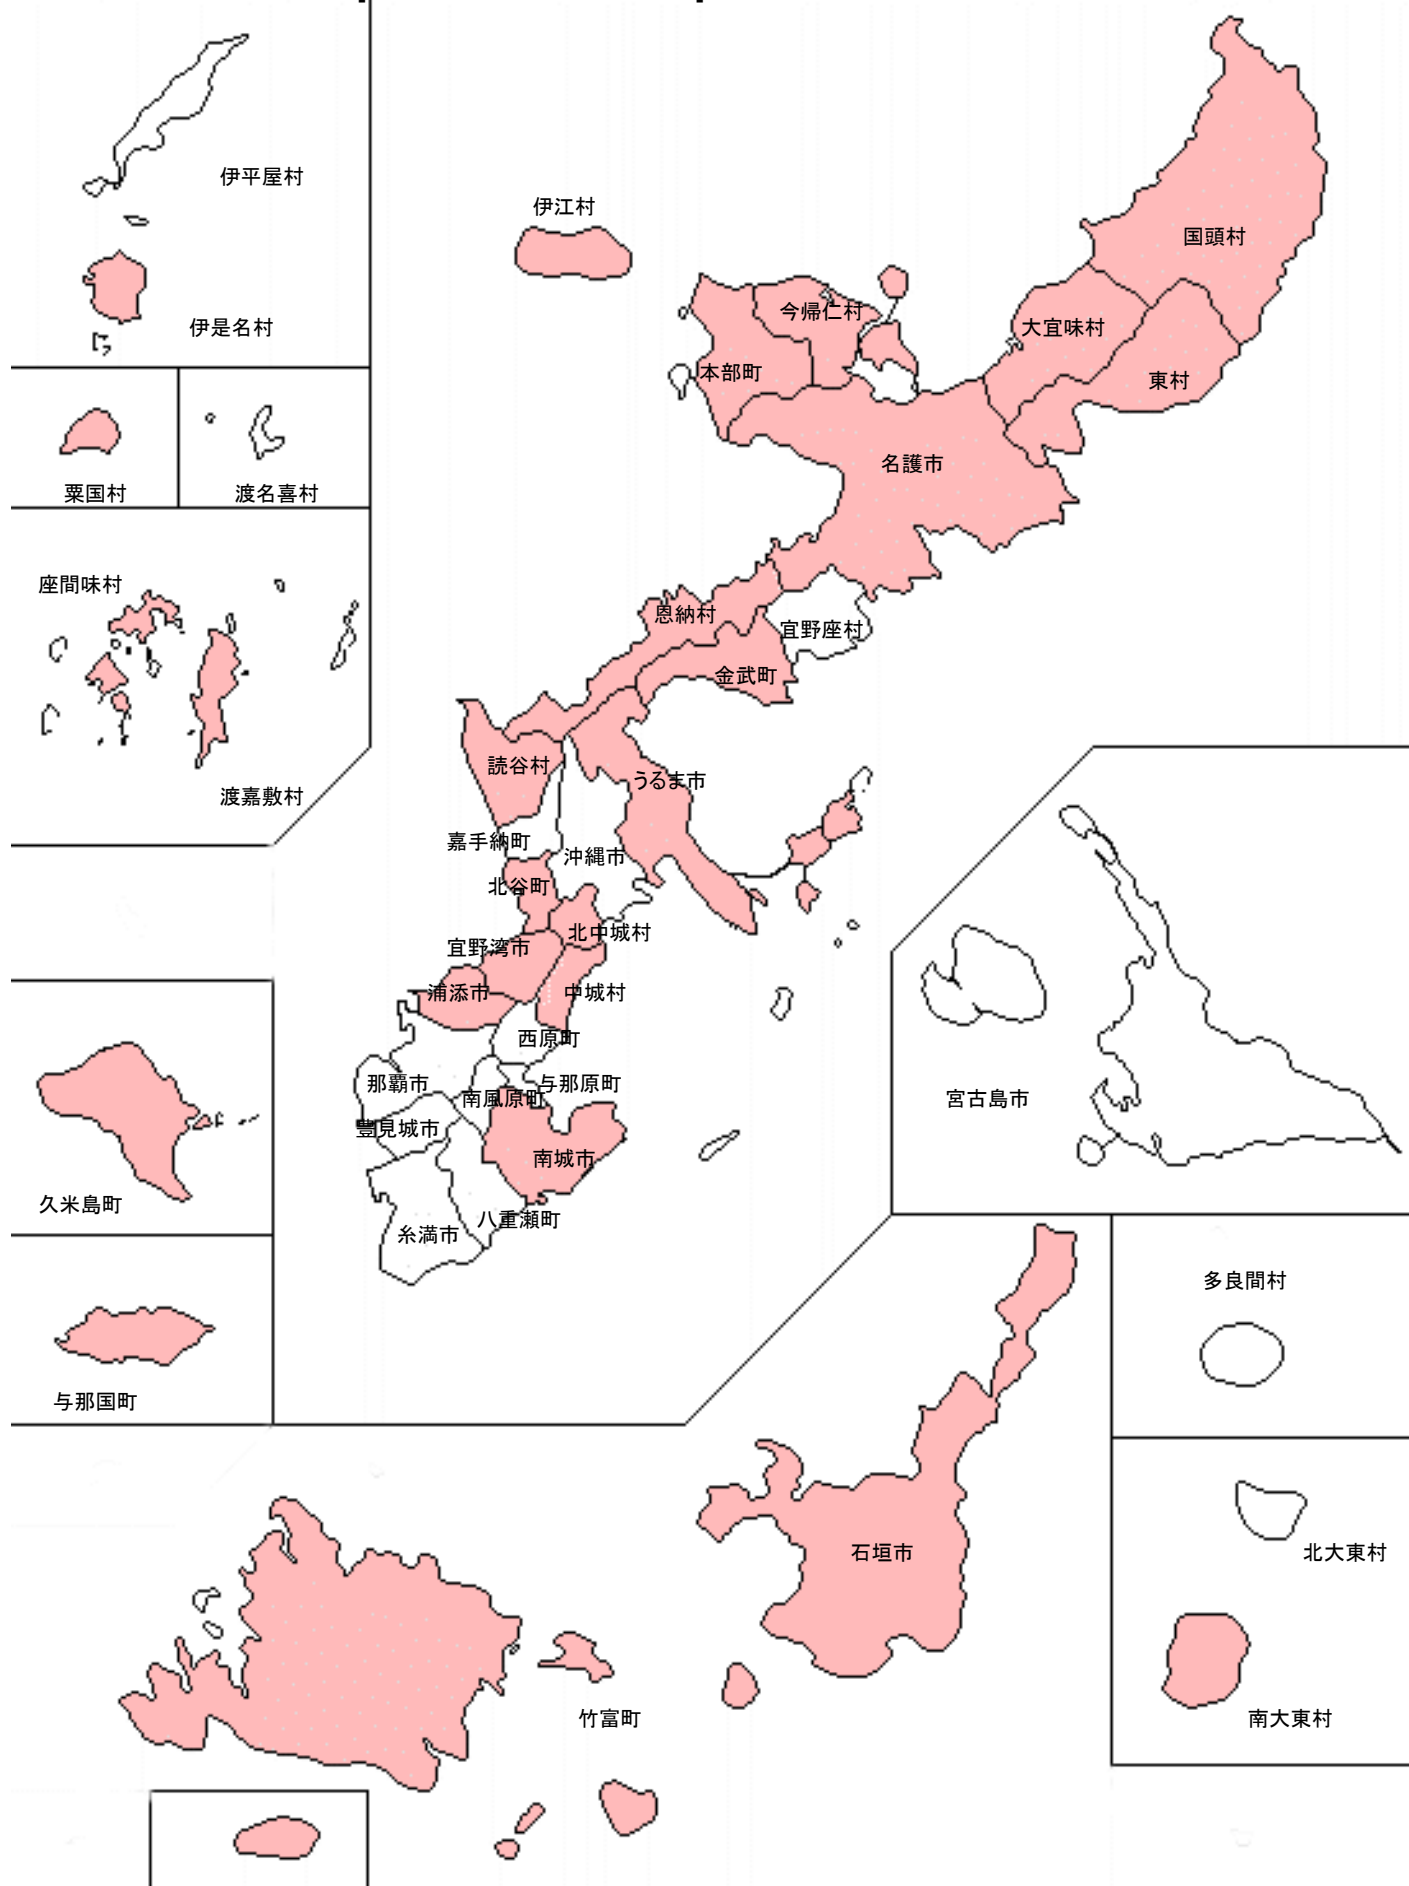 伊平屋村
伊是名村
粟国村
渡名喜村
座間味村
渡嘉敷村
久米島町
与那国町
伊江村
国頭村
今帰仁村
大宜味村
本部町
東村
名護市
恩納村
宜野座村
金武町
読谷村
うるま市
嘉手納町
沖縄市
北谷町
北中城村
宜野湾市
浦添市
中城村
西原町
那覇市
与那原町
南風原町
豊見城市
南城市
八重瀬町
糸満市
宮古島市
多良間村
北大東村
南大東村
石垣市
竹富町